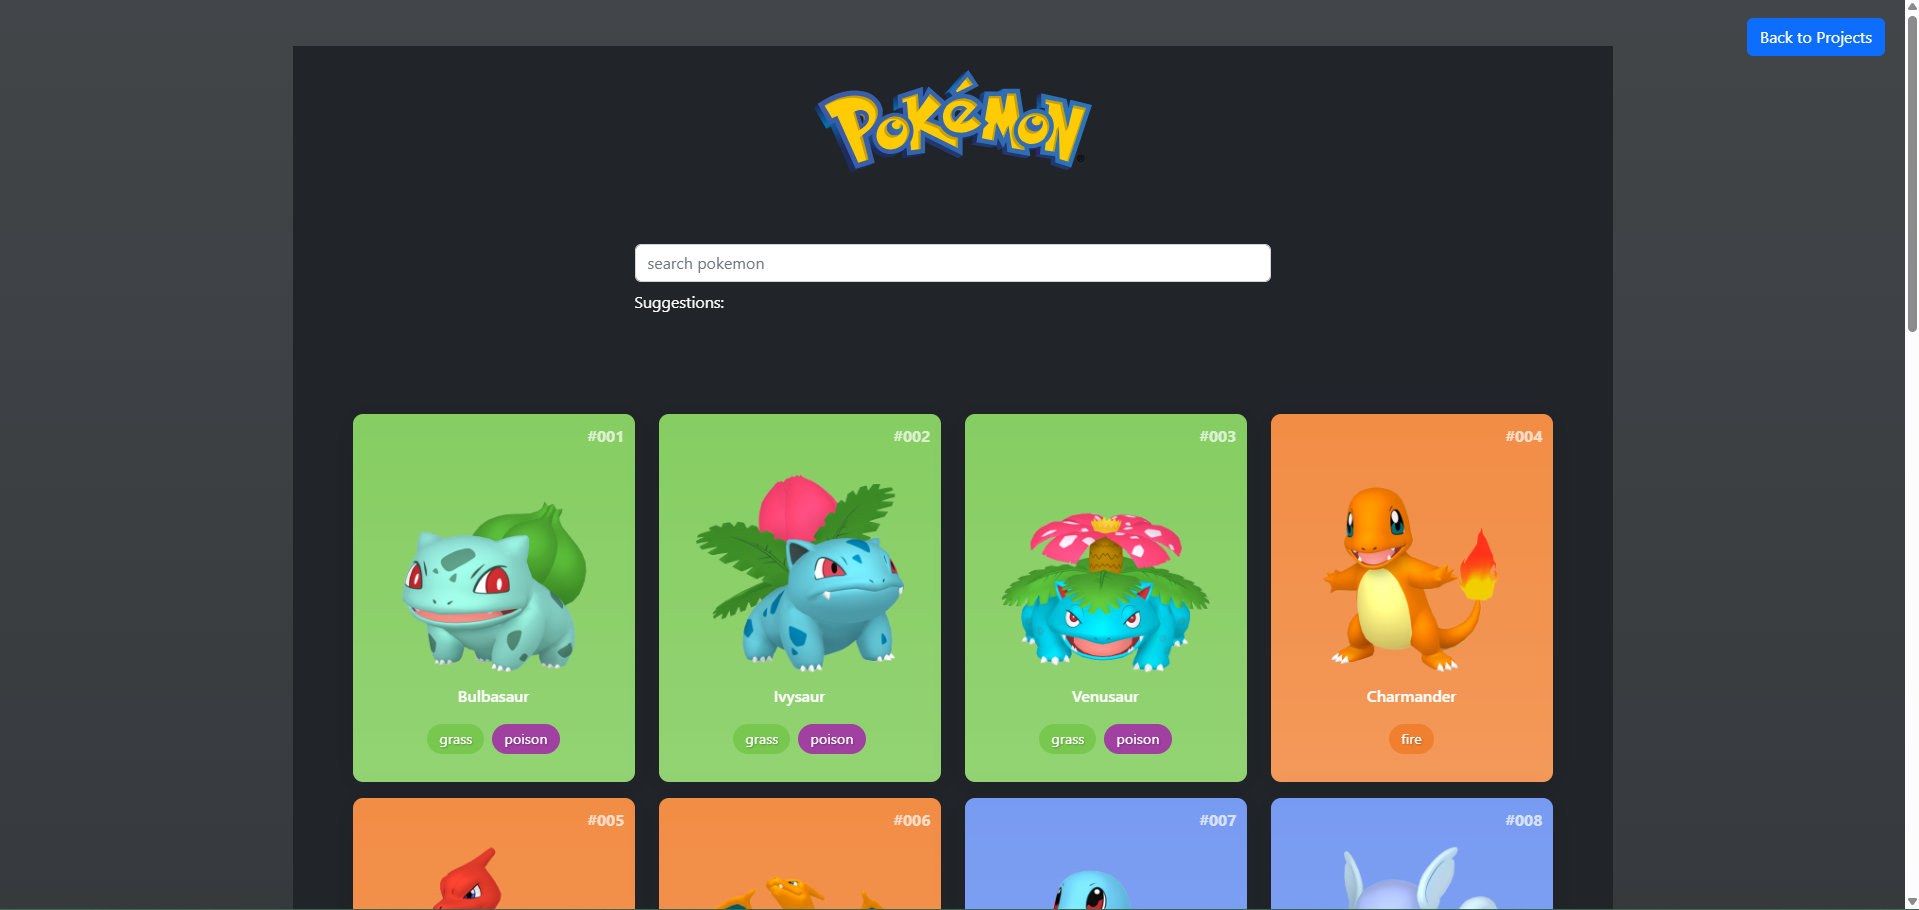 Back to Projects
POKéMON
search pokemon
Suggestions:
#001
#002
#003
#004
Bulbasaur
Ivysaur
Venusaur
Charmander
grass poison
grass poison
grass poison
fire
#005
#006
#007
#008